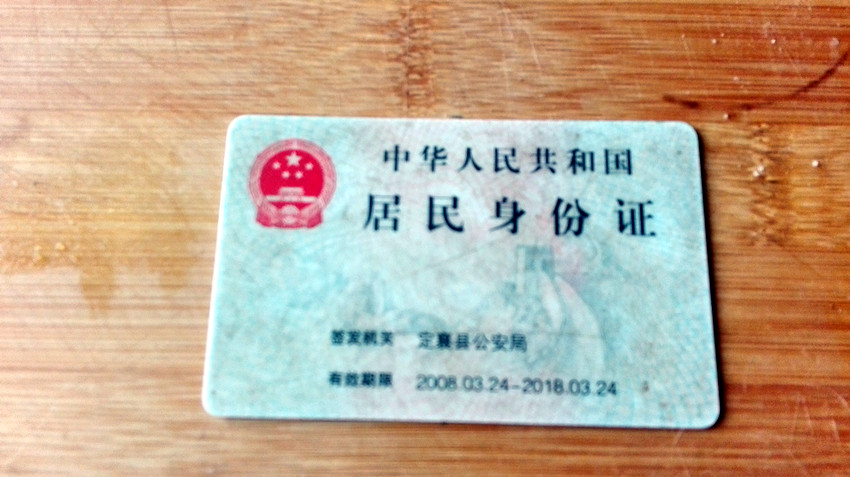 中华人民共和国
居民身份证
签发机关 定襄县公安局
有效期限 2008.03.24-2018.03.24